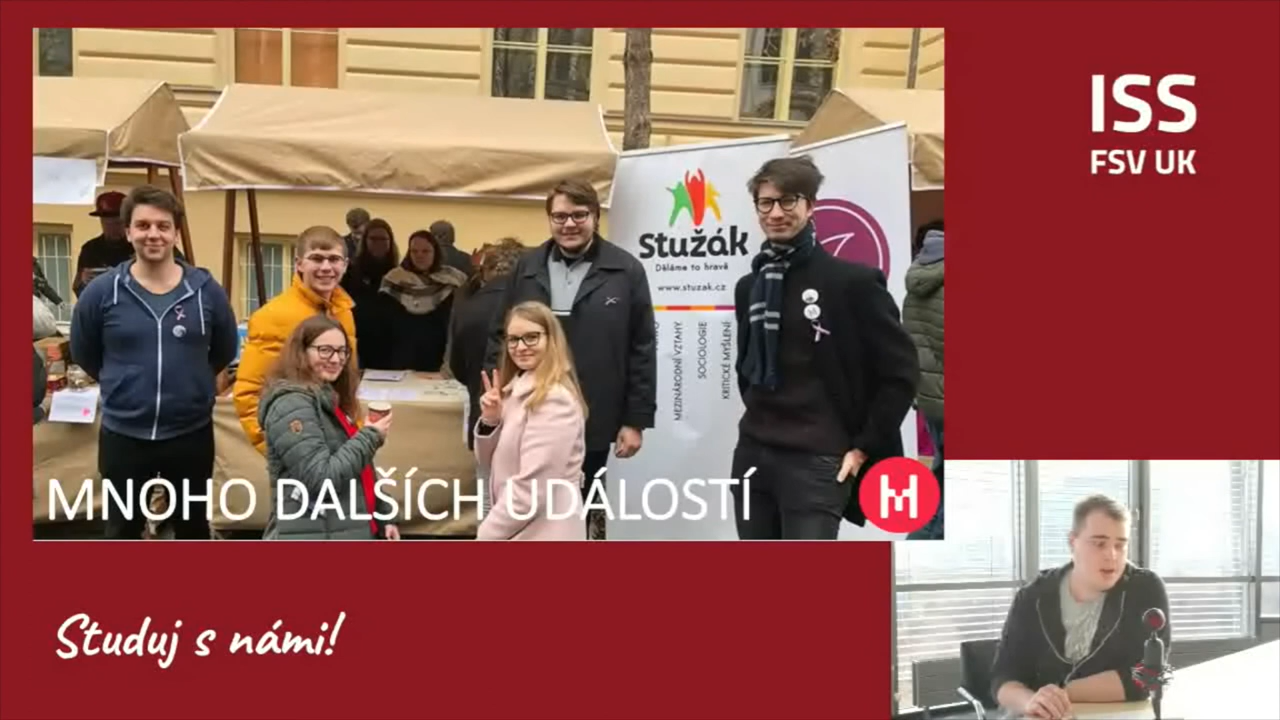 ISS
FSV UK
Stužák
Děláme to hravě
www.stuzak.cz
MEZINÁRODNÍ VZTAHY
SOCIOLOGIE
KRITICKÉ MYŠLENÍ
MNOHO DALŠÍCH UDÁLOSTÍ
M
Studuj s námi!